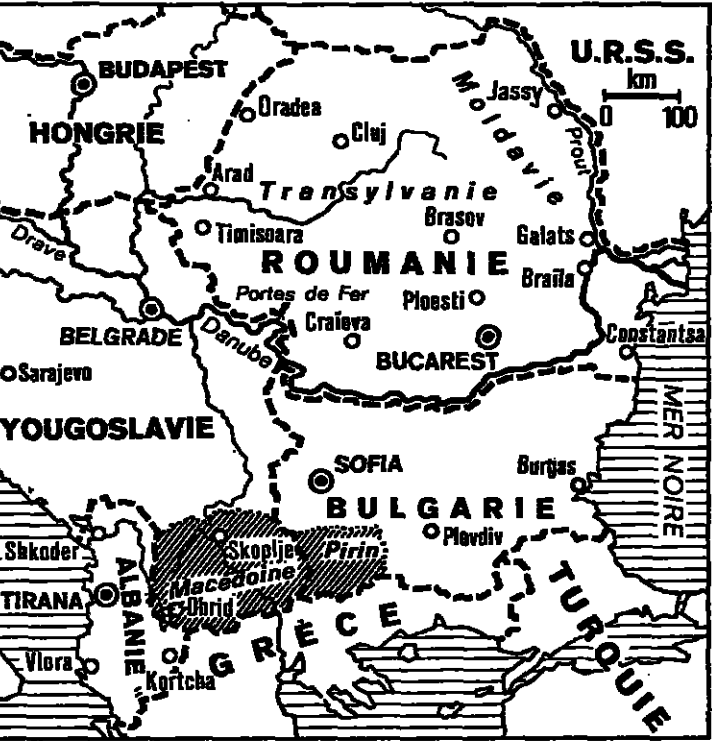 U.R.S.S.
km
0 100
BUDAPEST
HONGRIE
Oradea
Cluj
Jassy
Moldavie
Prout
Arad
Transylvanie
Drave
Timisoara
Brasov
Galats
ROUMANIE
Braïla
Portes de Fer
Ploesti
BELGRADE
Danube
Craieva
BUCAREST
Constantsa
Sarajevo
YOUGOSLAVIE
MER NOIRE
SOFIA
Burgas
BULGARIE
Plovdiv
Shkoder
Skoplje
Pirin
Macédoine
TIRANA
ALBANIE
Ohrid
GRÈCE
TURQUIE
Vlora
Kortcha